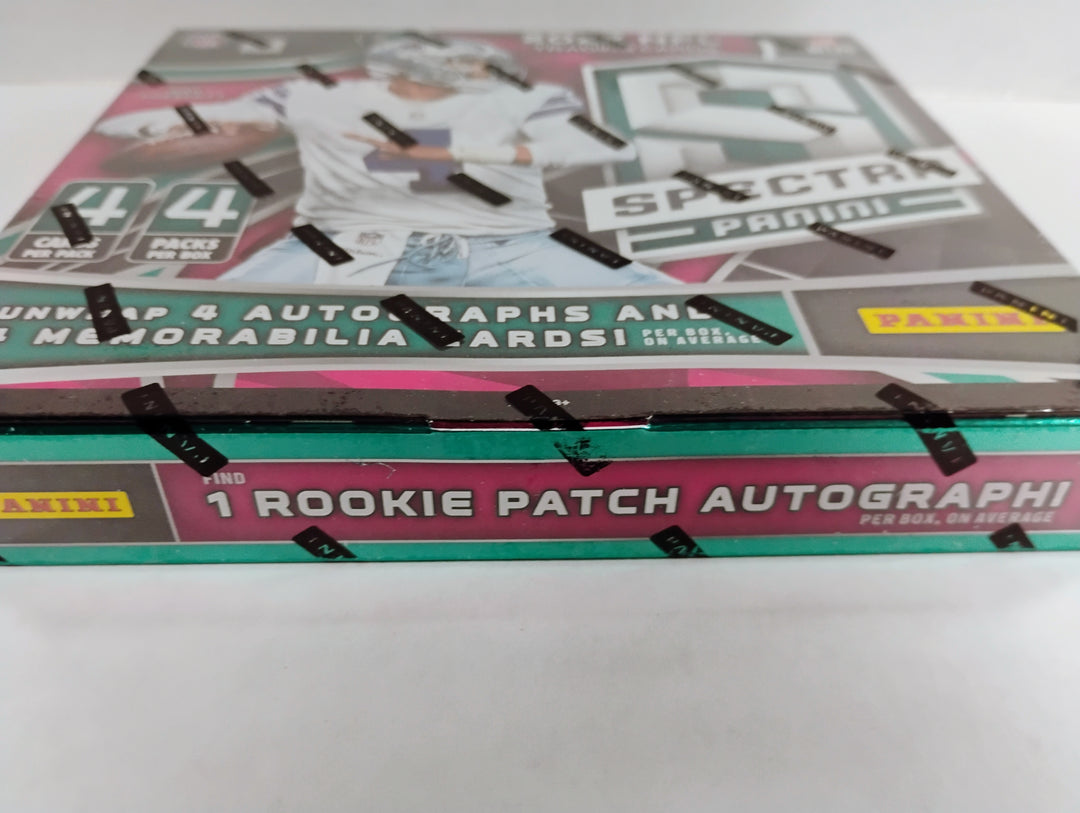 4 4
CARDS PACKS
PER PACK PER BOX
SPECTRA
PANINI
UNWRAP 4 AUTOGRAPHS AND
4 MEMORABILIA CARDS! PER BOX,
ON AVERAGE
PANINI
PANINI
FIND
1 ROOKIE PATCH AUTOGRAPH!
PER BOX, ON AVERAGE